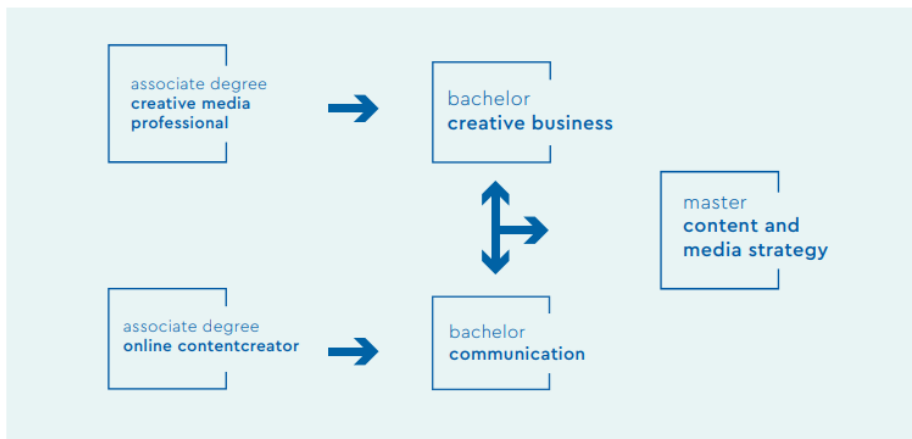 associate degree
creative media
professional
bachelor
creative business
master
content and
media strategy
associate degree
online contentcreator
bachelor
communication